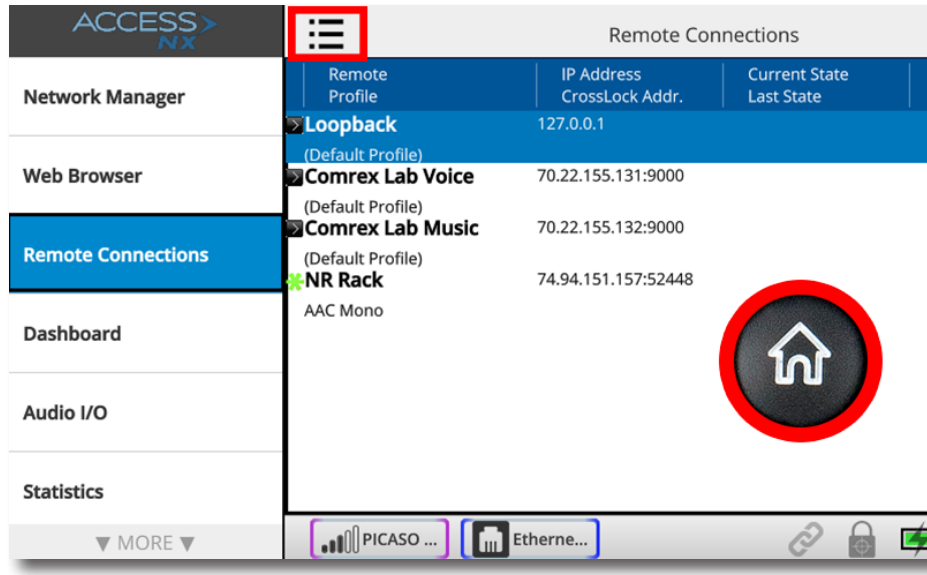 ACCESS
NX
Network Manager
Web Browser
Remote Connections
Dashboard
Audio I/O
Statistics
▼ MORE ▼
Remote Connections
Remote
Profile
IP Address
CrossLock Addr.
Current State
Last State
Loopback
127.0.0.1
(Default Profile)
Comrex Lab Voice
70.22.155.131:9000
(Default Profile)
Comrex Lab Music
70.22.155.132:9000
(Default Profile)
NR Rack
74.94.151.157:52448
AAC Mono
PICASO ...
Etherne...